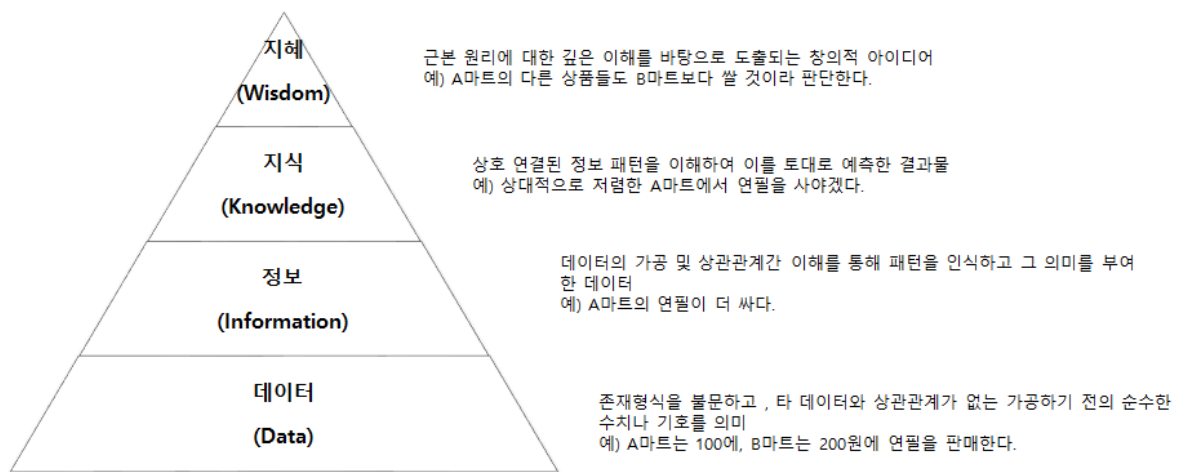 지혜
(Wisdom)
근본 원리에 대한 깊은 이해를 바탕으로 도출되는 창의적 아이디어
예) A마트의 다른 상품들도 B마트보다 쌀 것이라 판단한다.
지식
(Knowledge)
상호 연결된 정보 패턴을 이해하여 이를 토대로 예측한 결과물
예) 상대적으로 저렴한 A마트에서 연필을 사야겠다.
정보
(Information)
데이터의 가공 및 상관관계간 이해를 통해 패턴을 인식하고 그 의미를 부여
한 데이터
예) A마트의 연필이 더 싸다.
데이터
(Data)
존재형식을 불문하고 , 타 데이터와 상관관계가 없는 가공하기 전의 순수한
수치나 기호를 의미
예) A마트는 100에, B마트는 200원에 연필을 판매한다.